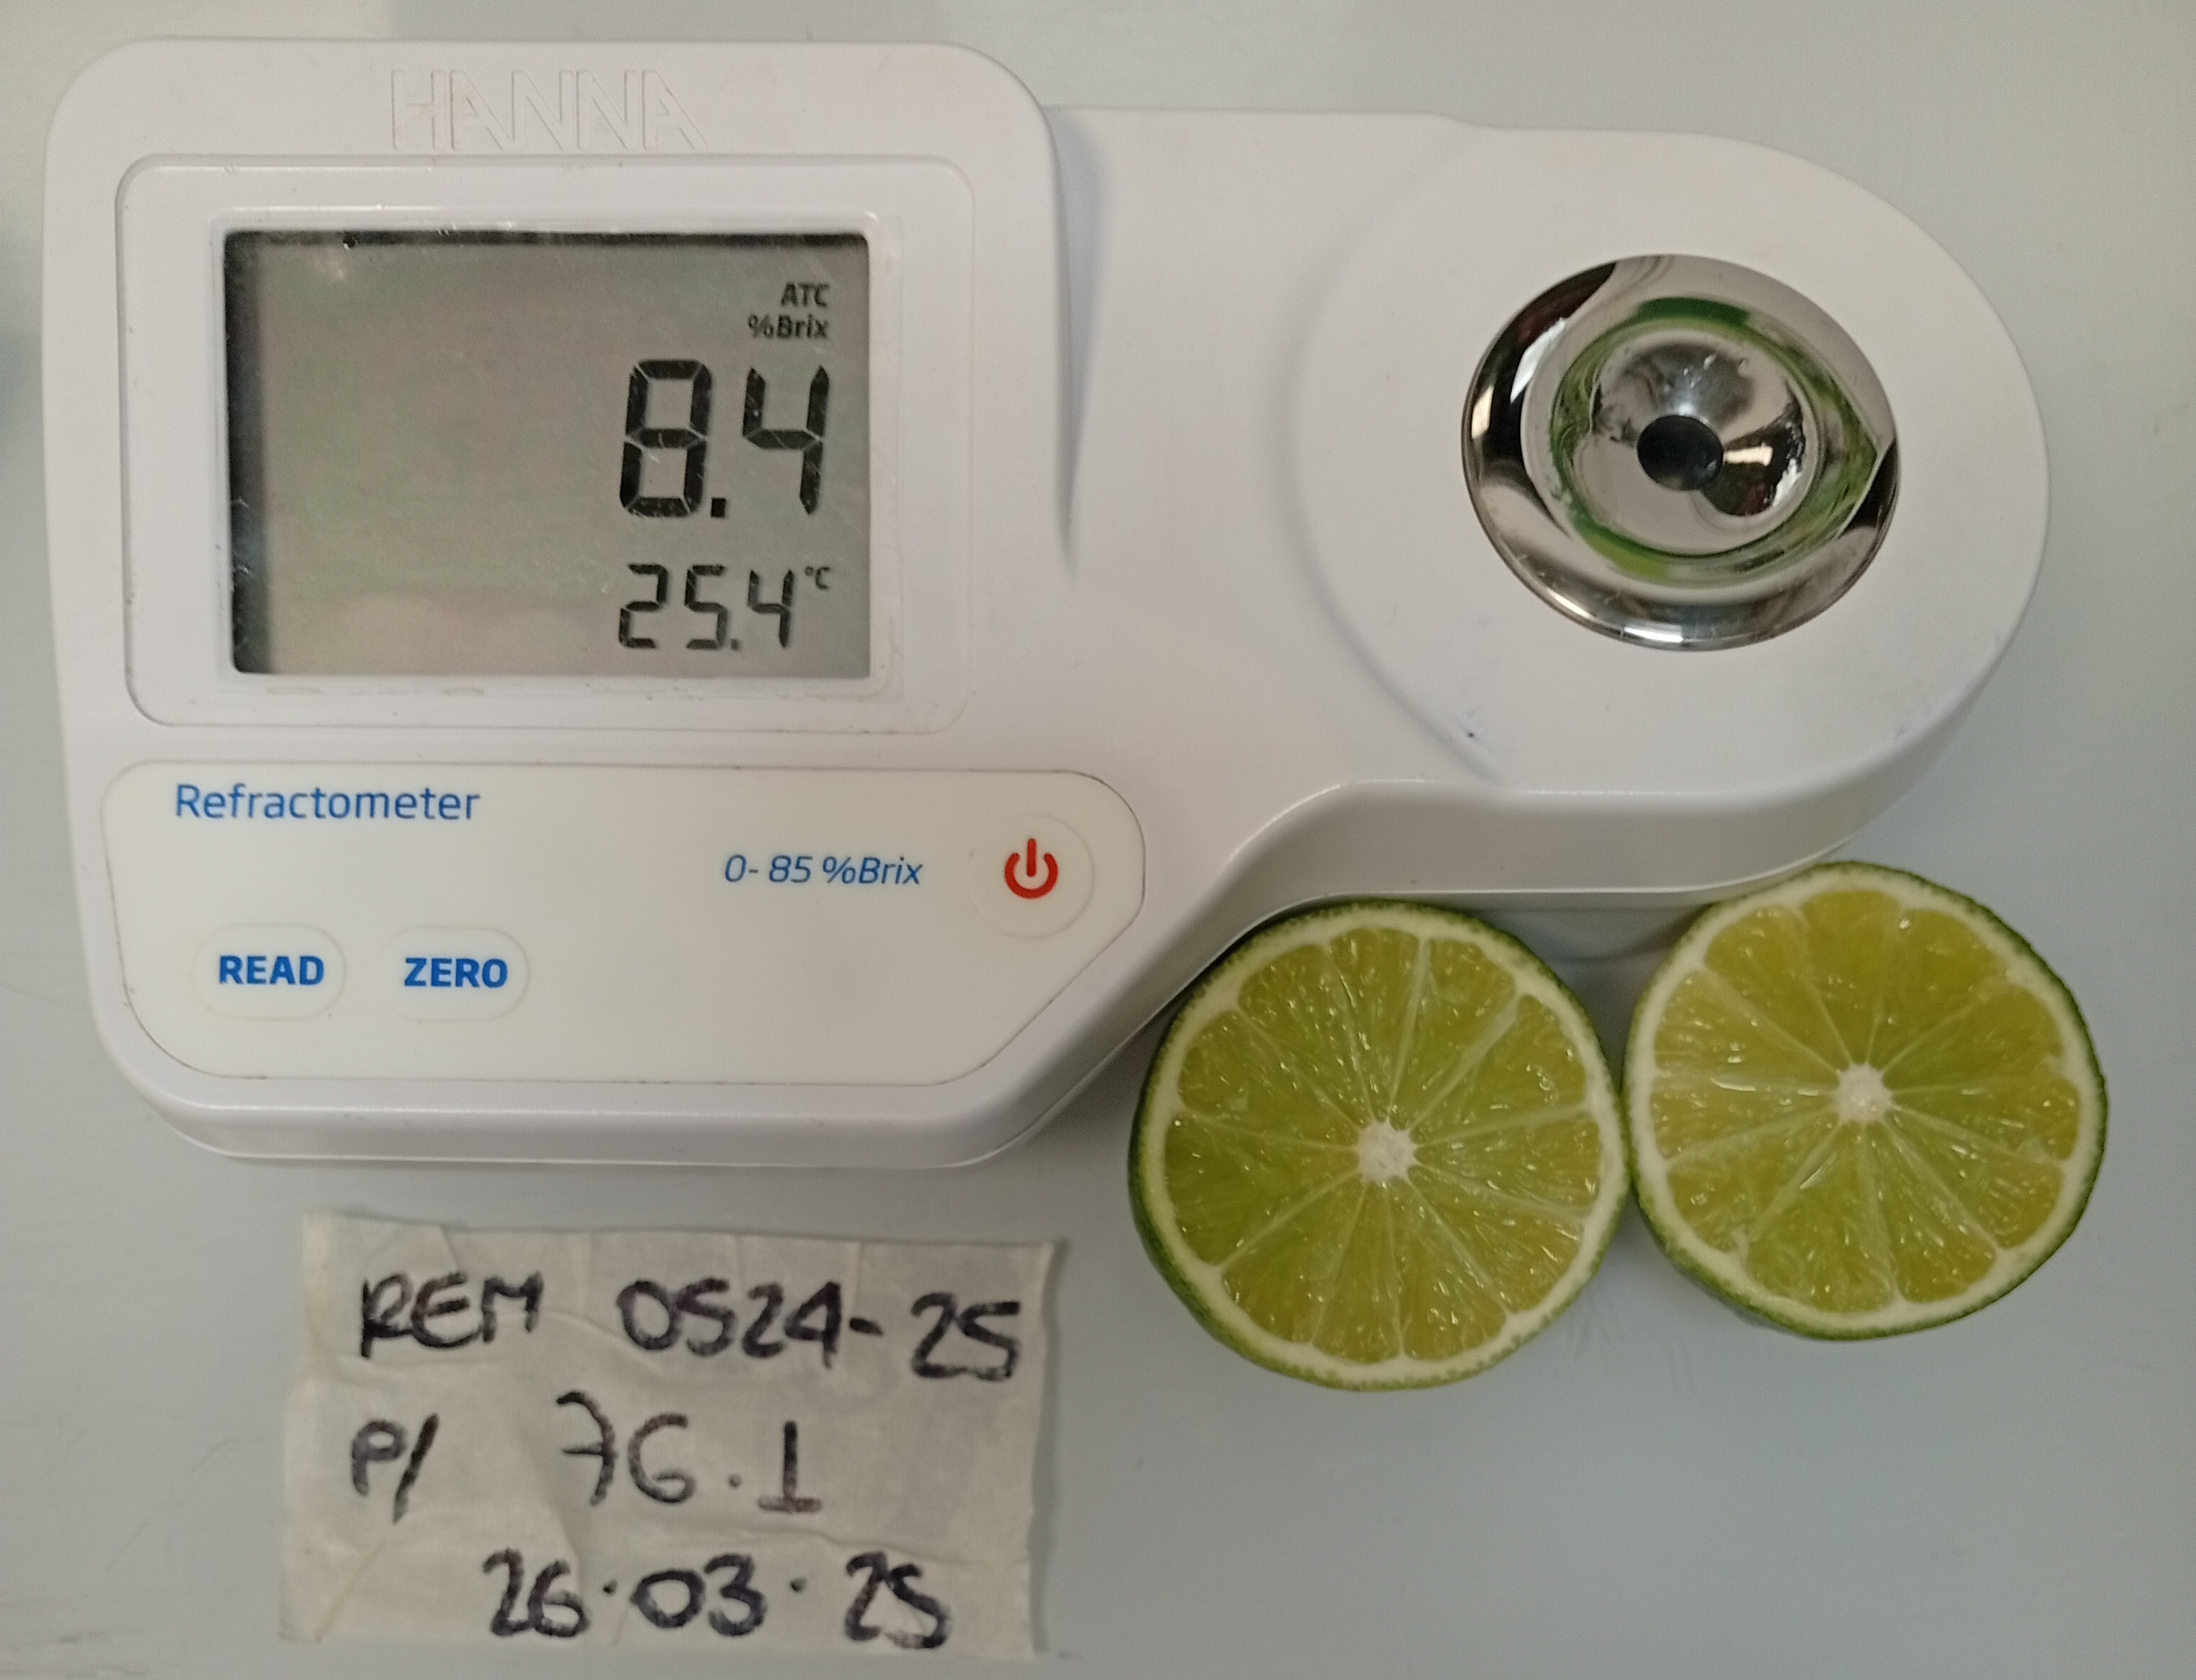 HANNA
ATC
%Brix
8.4
25.4°C
Refractometer
0-85 %Brix
READ ZERO
REM 0524-25
P/ 76.1
26.03.25